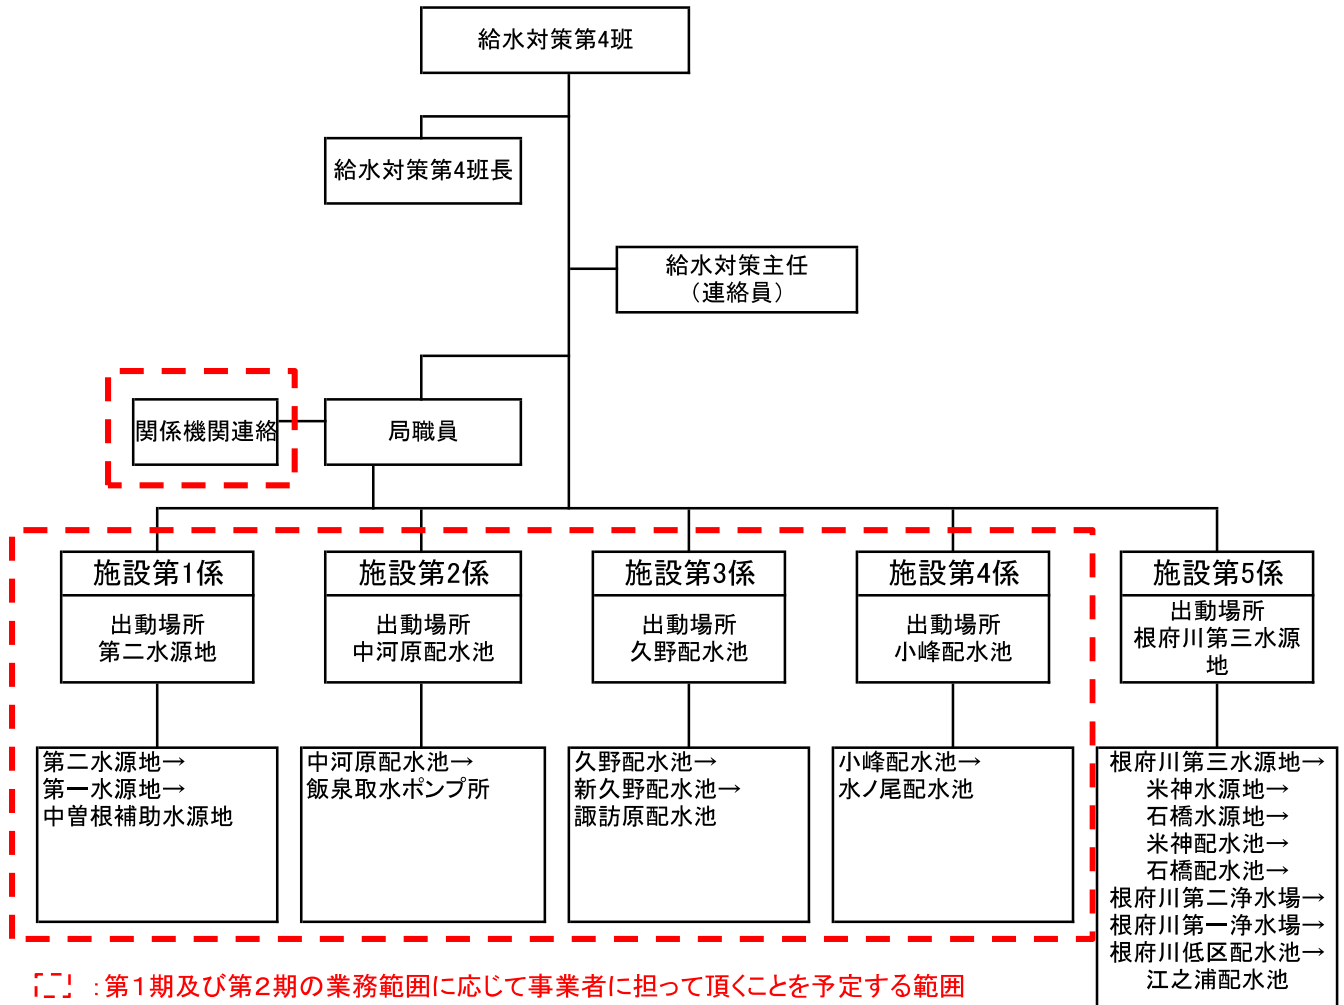 給水対策第4班
給水対策第4班長
給水対策主任
（連絡員）
関係機関連絡
局職員
施設第1係
出動場所
第二水源地
第二水源地→
第一水源地→
中曽根補助水源地
施設第2係
出動場所
中河原配水池
中河原配水池→
飯泉取水ポンプ所
施設第3係
出動場所
久野配水池
久野配水池→
新久野配水池→
諏訪原配水池
施設第4係
出動場所
小峰配水池
小峰配水池→
水ノ尾配水池
施設第5係
出動場所
根府川第三水源
地
根府川第三水源地→
米神水源地→
石橋水源地→
米神配水池→
石橋配水池→
根府川第二浄水場→
根府川第一浄水場→
根府川低区配水池→
江之浦配水池
：第１期及び第２期の業務範囲に応じて事業者に担って頂くことを予定する範囲